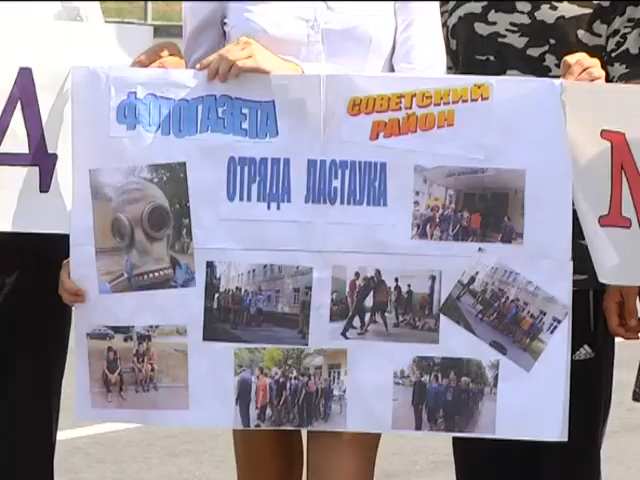 Д
ФОТОГАЗЕТА
СОВЕТСКИЙ
РАЙОН
ОТРЯДА ЛАСТАУКА
М